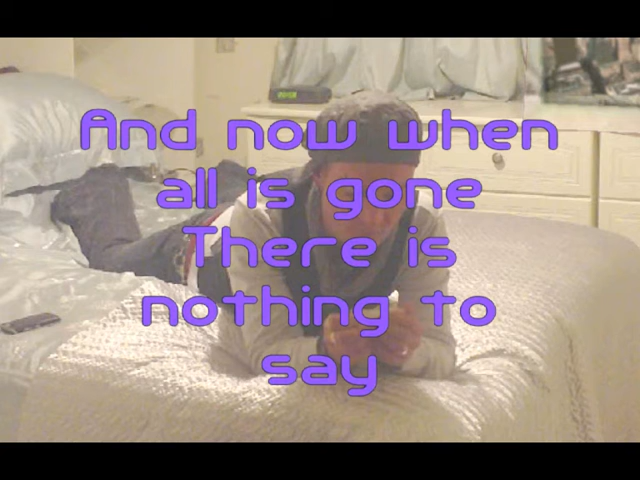 And now when
all is gone
There is
nothing to
say